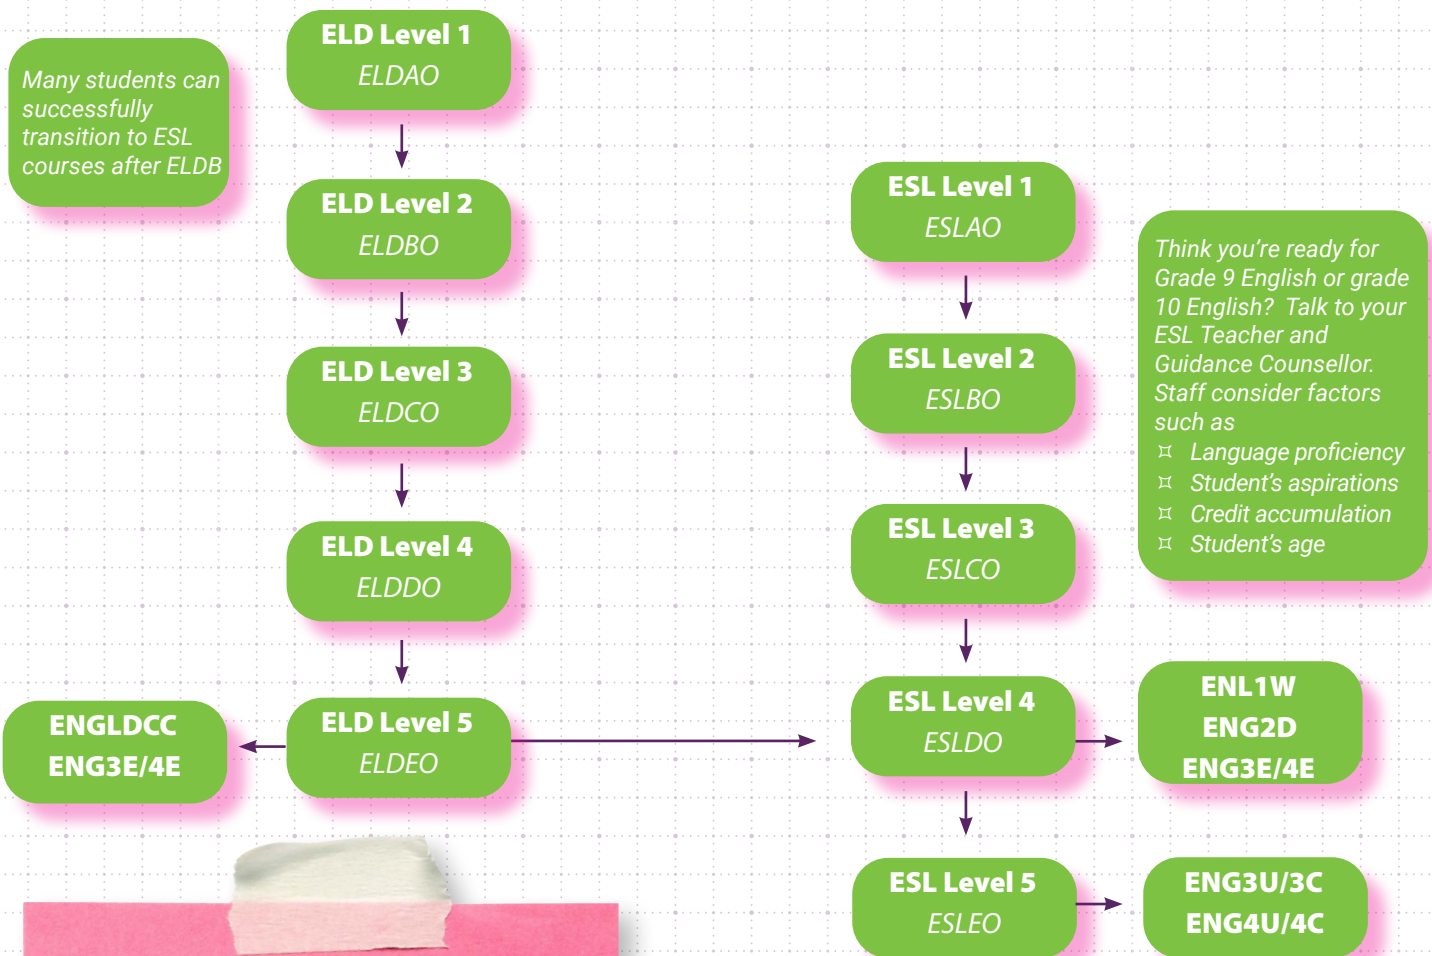 Many students can
successfully
transition to ESL
courses after ELDB
ELD Level 1
ELDAO
ELD Level 2
ELDBO
ELD Level 3
ELDCO
ELD Level 4
ELDDO
ELD Level 5
ELDEO
ENGLDCC
ENG3E/4E
ESL Level 1
ESLAO
ESL Level 2
ESLBO
ESL Level 3
ESLCO
ESL Level 4
ESLDO
ESL Level 5
ESLEO
Think you're ready for
Grade 9 English or grade
10 English?  Talk to your
ESL Teacher and
Guidance Counsellor.
Staff consider factors
such as
¤ Language proficiency
¤ Student's aspirations
¤ Credit accumulation
¤ Student's age
ENL1W
ENG2D
ENG3E/4E
ENG3U/3C
ENG4U/4C